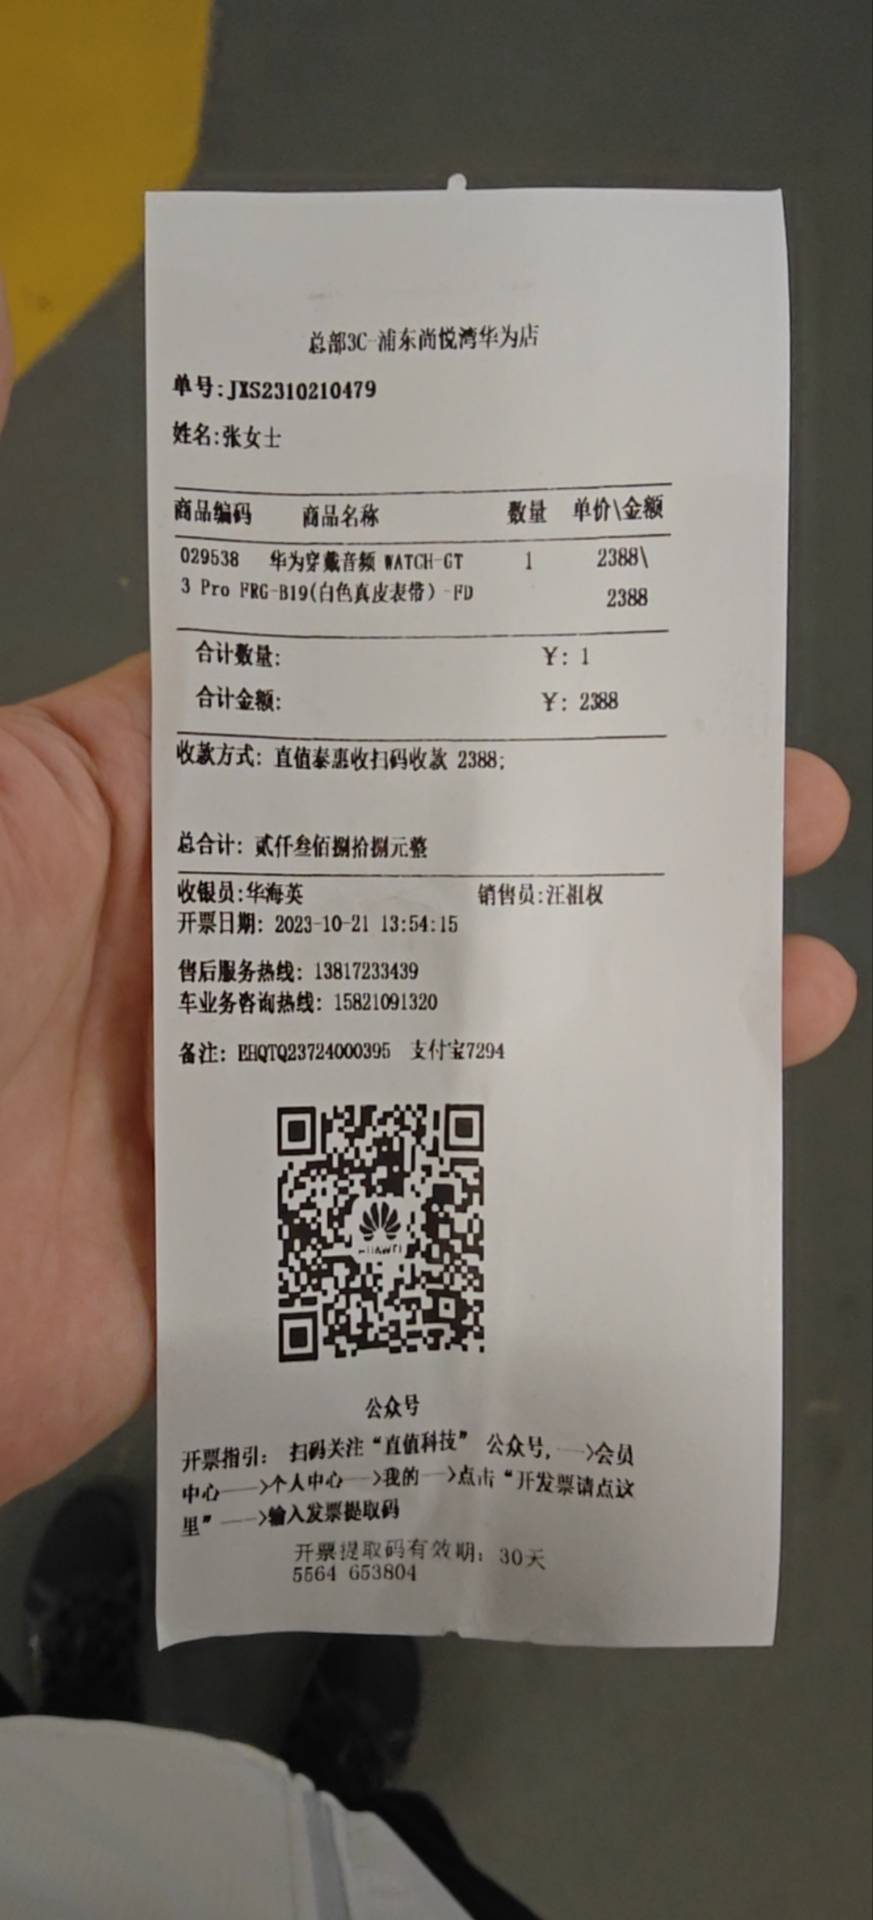 总部3C-浦东尚悦湾华为店
单号:JXS2310210479
姓名:张女士
商品编码 商品名称 数量 单价\金额
029538 华为穿戴音频 WATCH-GT 1 2388\
3 Pro FRG-B19(白色真皮表带)-FD 2388
合计数量: ¥: 1
合计金额: ¥: 2388
收款方式: 直值泰惠收扫码收款 2388;
总合计: 贰仟叁佰捌拾捌元整
收银员:华海英 销售员:汪祖权
开票日期: 2023-10-21 13:54:15
售后服务热线: 13817233439
车业务咨询热线: 15821091320
备注: EHQTQ23724000395 支付宝7294
HUAWEI
公众号
开票指引: 扫码关注“直值科技” 公众号,—>会员
中心——>个人中心—>我的—>点击“开发票请点这
里”——>输入发票提取码
开票提取码有效期: 30天
5564 653804